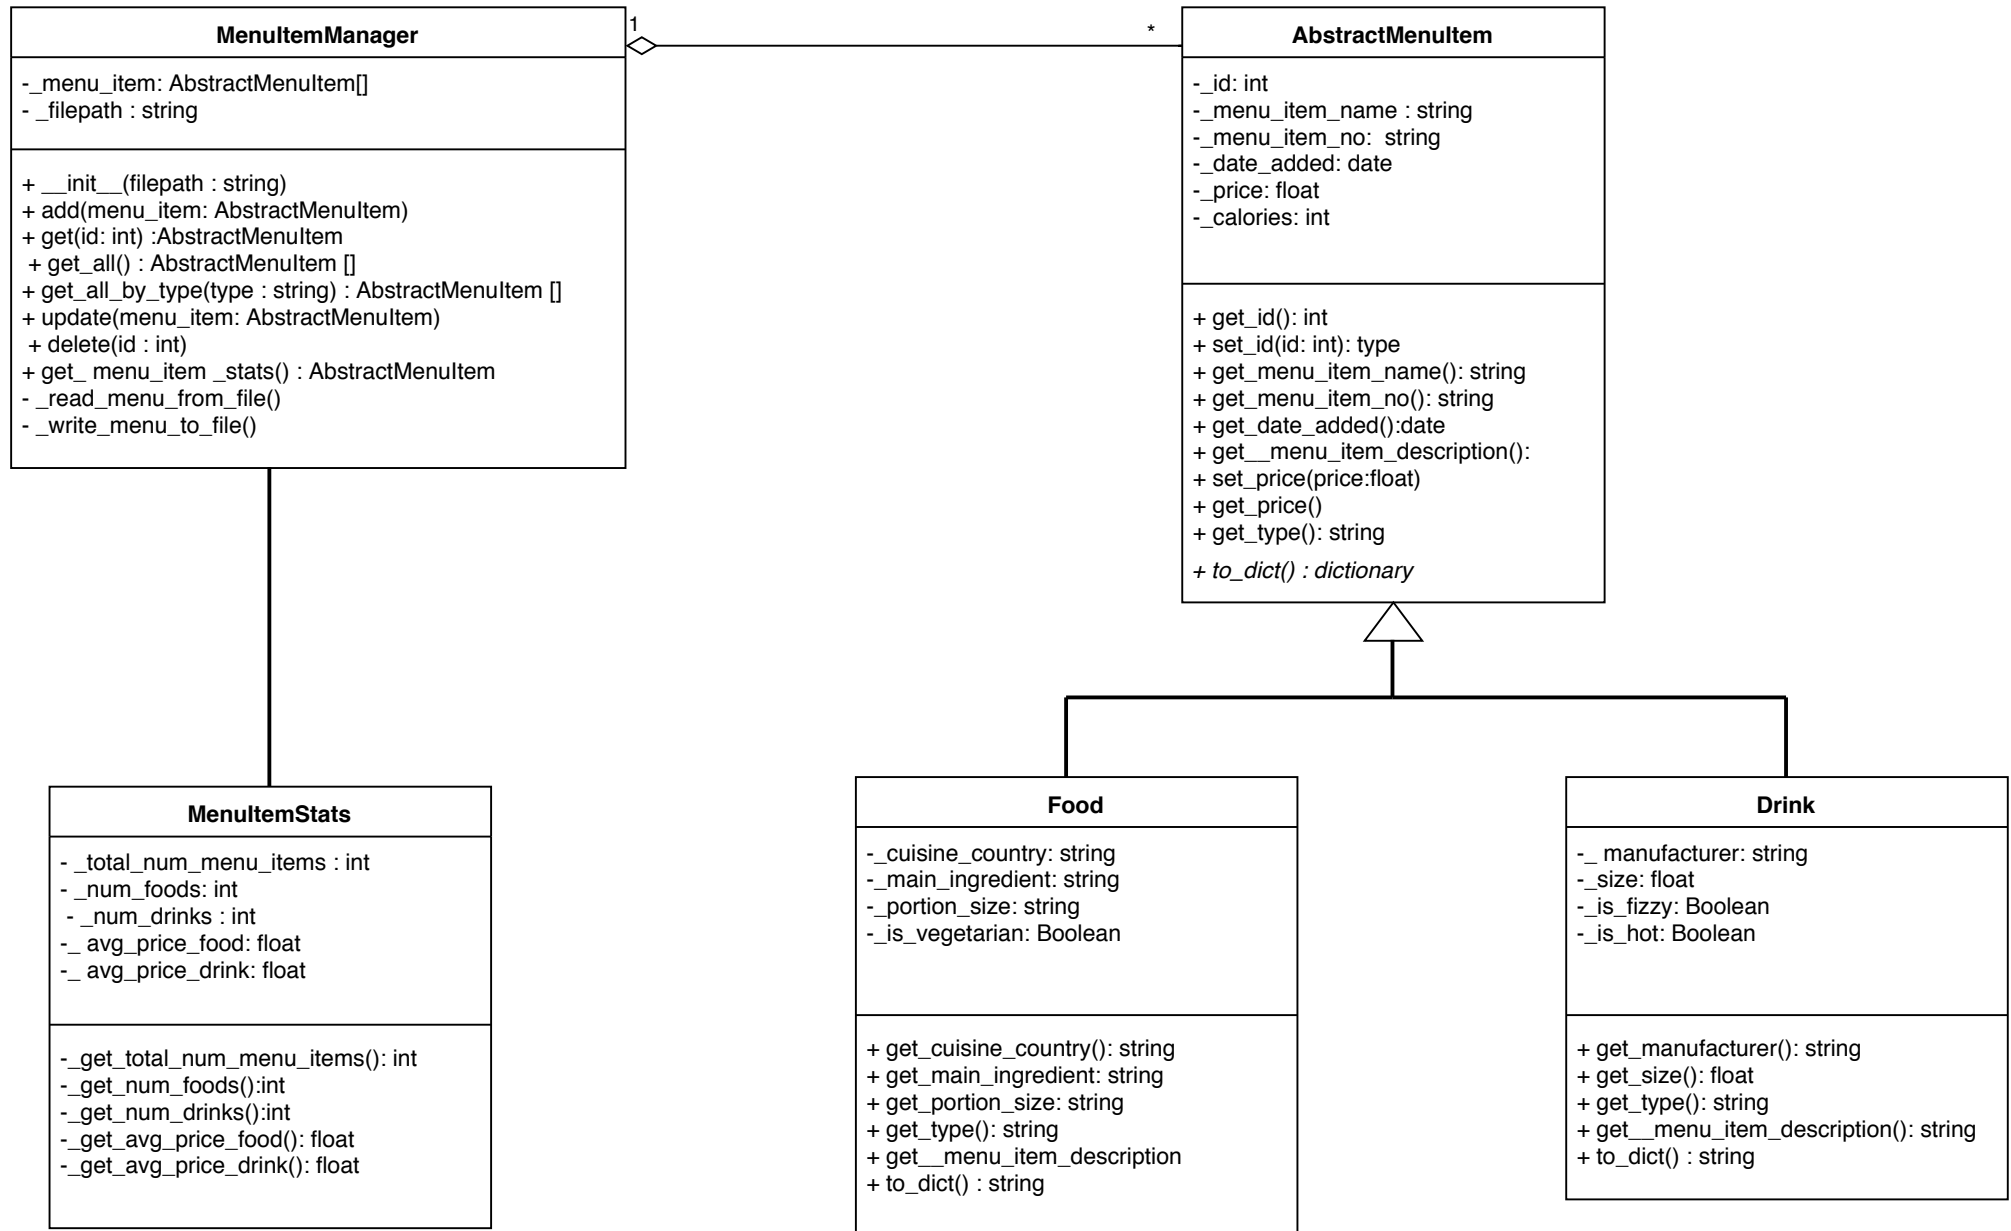 MenuItemManager
-_menu_item: AbstractMenuItem[]
- _filepath : string
+ __init__(filepath : string)
+ add(menu_item: AbstractMenuItem)
+ get(id: int) :AbstractMenuItem
+ get_all() : AbstractMenuItem []
+ get_all_by_type(type : string) : AbstractMenuItem []
+ update(menu_item: AbstractMenuItem)
+ delete(id : int)
+ get_ menu_item _stats() : AbstractMenuItem
- _read_menu_from_file()
- _write_menu_to_file()
1
*
AbstractMenuItem
-_id: int
-_menu_item_name : string
-_menu_item_no:  string
-_date_added: date
-_price: float
-_calories: int
+ get_id(): int
+ set_id(id: int): type
+ get_menu_item_name(): string
+ get_menu_item_no(): string
+ get_date_added():date
+ get__menu_item_description():
+ set_price(price:float)
+ get_price()
+ get_type(): string
+ to_dict() : dictionary
MenuItemStats
- _total_num_menu_items : int
- _num_foods: int
- _num_drinks : int
-_ avg_price_food: float
-_ avg_price_drink: float
-_get_total_num_menu_items(): int
-_get_num_foods():int
-_get_num_drinks():int
-_get_avg_price_food(): float
-_get_avg_price_drink(): float
Food
-_cuisine_country: string
-_main_ingredient: string
-_portion_size: string
-_is_vegetarian: Boolean
+ get_cuisine_country(): string
+ get_main_ingredient: string
+ get_portion_size: string
+ get_type(): string
+ get__menu_item_description
+ to_dict() : string
Drink
-_ manufacturer: string
-_size: float
-_is_fizzy: Boolean
-_is_hot: Boolean
+ get_manufacturer(): string
+ get_size(): float
+ get_type(): string
+ get__menu_item_description(): string
+ to_dict() : string